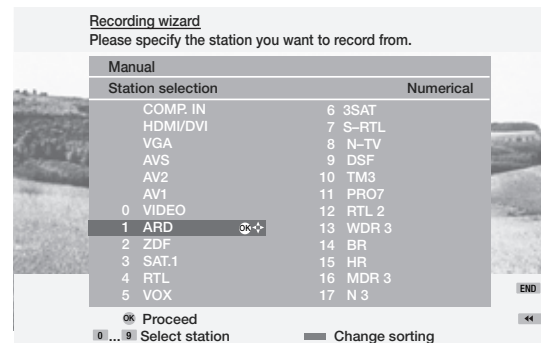 Recording wizard
Please specify the station you want to record from.
Manual
Station selection Numerical
COMP. IN
HDMI/DVI
VGA
AVS
AV2
AV1
0 VIDEO
1 ARD OK
2 ZDF
3 SAT.1
4 RTL
5 VOX
6 3SAT
7 S–RTL
8 N–TV
9 DSF
10 TM3
11 PRO7
12 RTL 2
13 WDR 3
14 BR
15 HR
16 MDR 3
17 N 3
END
OK Proceed
0 ... 9 Select station Change sorting